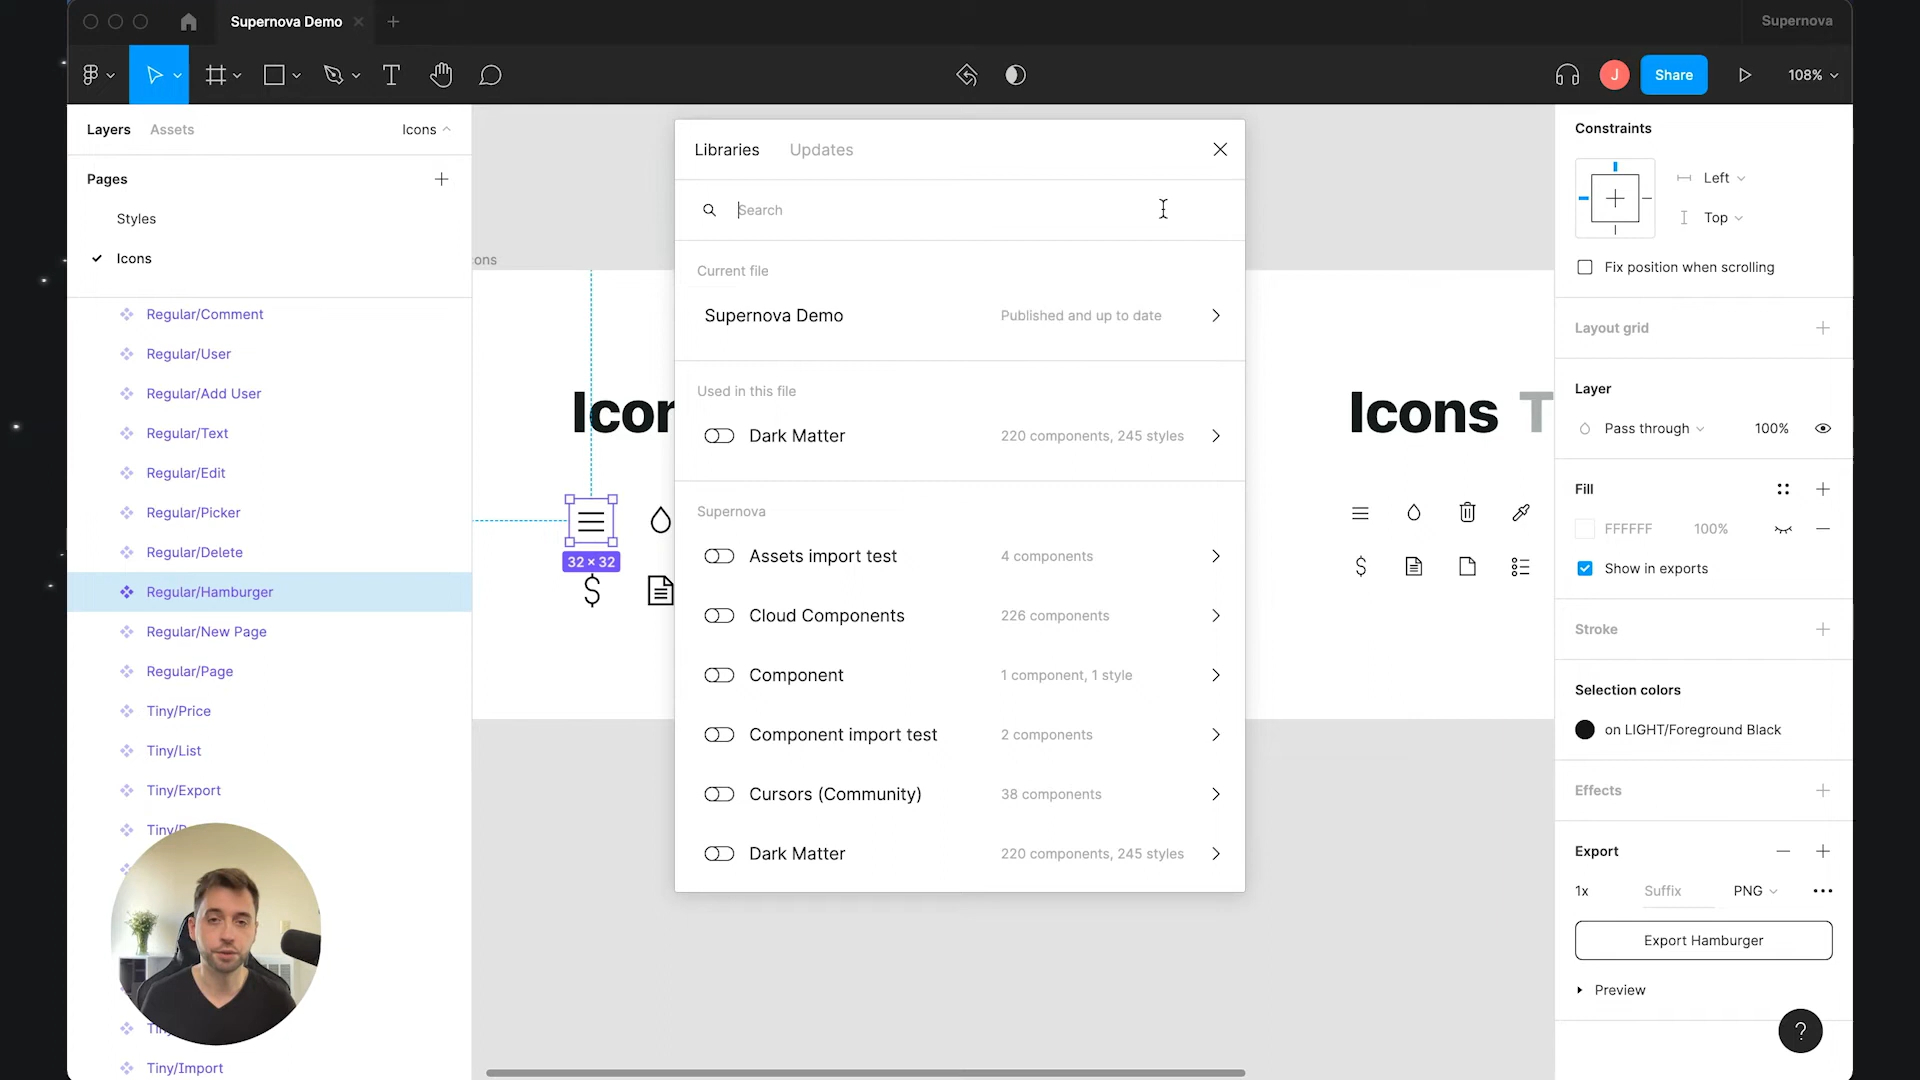 Supernova Demo
Supernova
J
Share
108%
Layers
Assets
Icons
Pages
Styles
Icons
Regular/Comment
Regular/User
Regular/Add User
Regular/Text
Regular/Edit
Regular/Picker
Regular/Delete
Regular/Hamburger
Regular/New Page
Regular/Page
Tiny/Price
Tiny/List
Tiny/Export
Tiny/Import
32 × 32
Icons
Libraries
Updates
Search
Current file
Supernova Demo
Published and up to date
Used in this file
Dark Matter
220 components, 245 styles
Supernova
Assets import test
4 components
Cloud Components
226 components
Component
1 component, 1 style
Component import test
2 components
Cursors (Community)
38 components
Dark Matter
220 components, 245 styles
Constraints
Left
Top
Fix position when scrolling
Layout grid
Layer
Pass through
100%
Fill
FFFFFF
100%
Show in exports
Stroke
Selection colors
on LIGHT/Foreground Black
Effects
Export
1x
Suffix
PNG
Export Hamburger
Preview
?